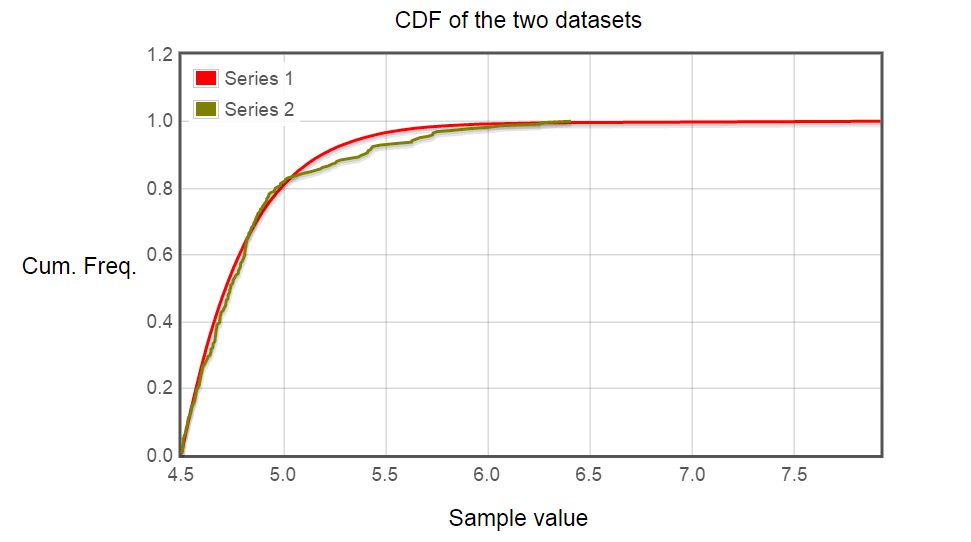 CDF of the two datasets
1.2
Series 1
Series 2
1.0
0.8
0.6
Cum. Freq.
0.4
0.2
0.0
4.5 5.0 5.5 6.0 6.5 7.0 7.5
Sample value